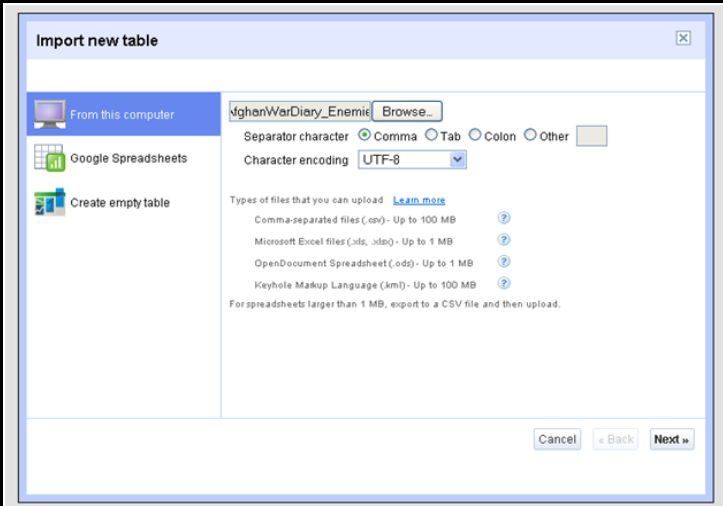 Import new table
From this computer
Google Spreadsheets
Create empty table
fghanWarDiary_Enemie Browse...
Separator character Comma Tab Colon Other
Character encoding UTF-8
Types of files that you can upload Learn more
Comma-separated files (.csv) - Up to 100 MB ?
Microsoft Excel files (.xls, .xlsx) - Up to 1 MB ?
OpenDocument Spreadsheet (.ods) - Up to 1 MB ?
Keyhole Markup Language (.kml) - Up to 100 MB ?
For spreadsheets larger than 1 MB, export to a CSV file and then upload.
Cancel « Back Next »